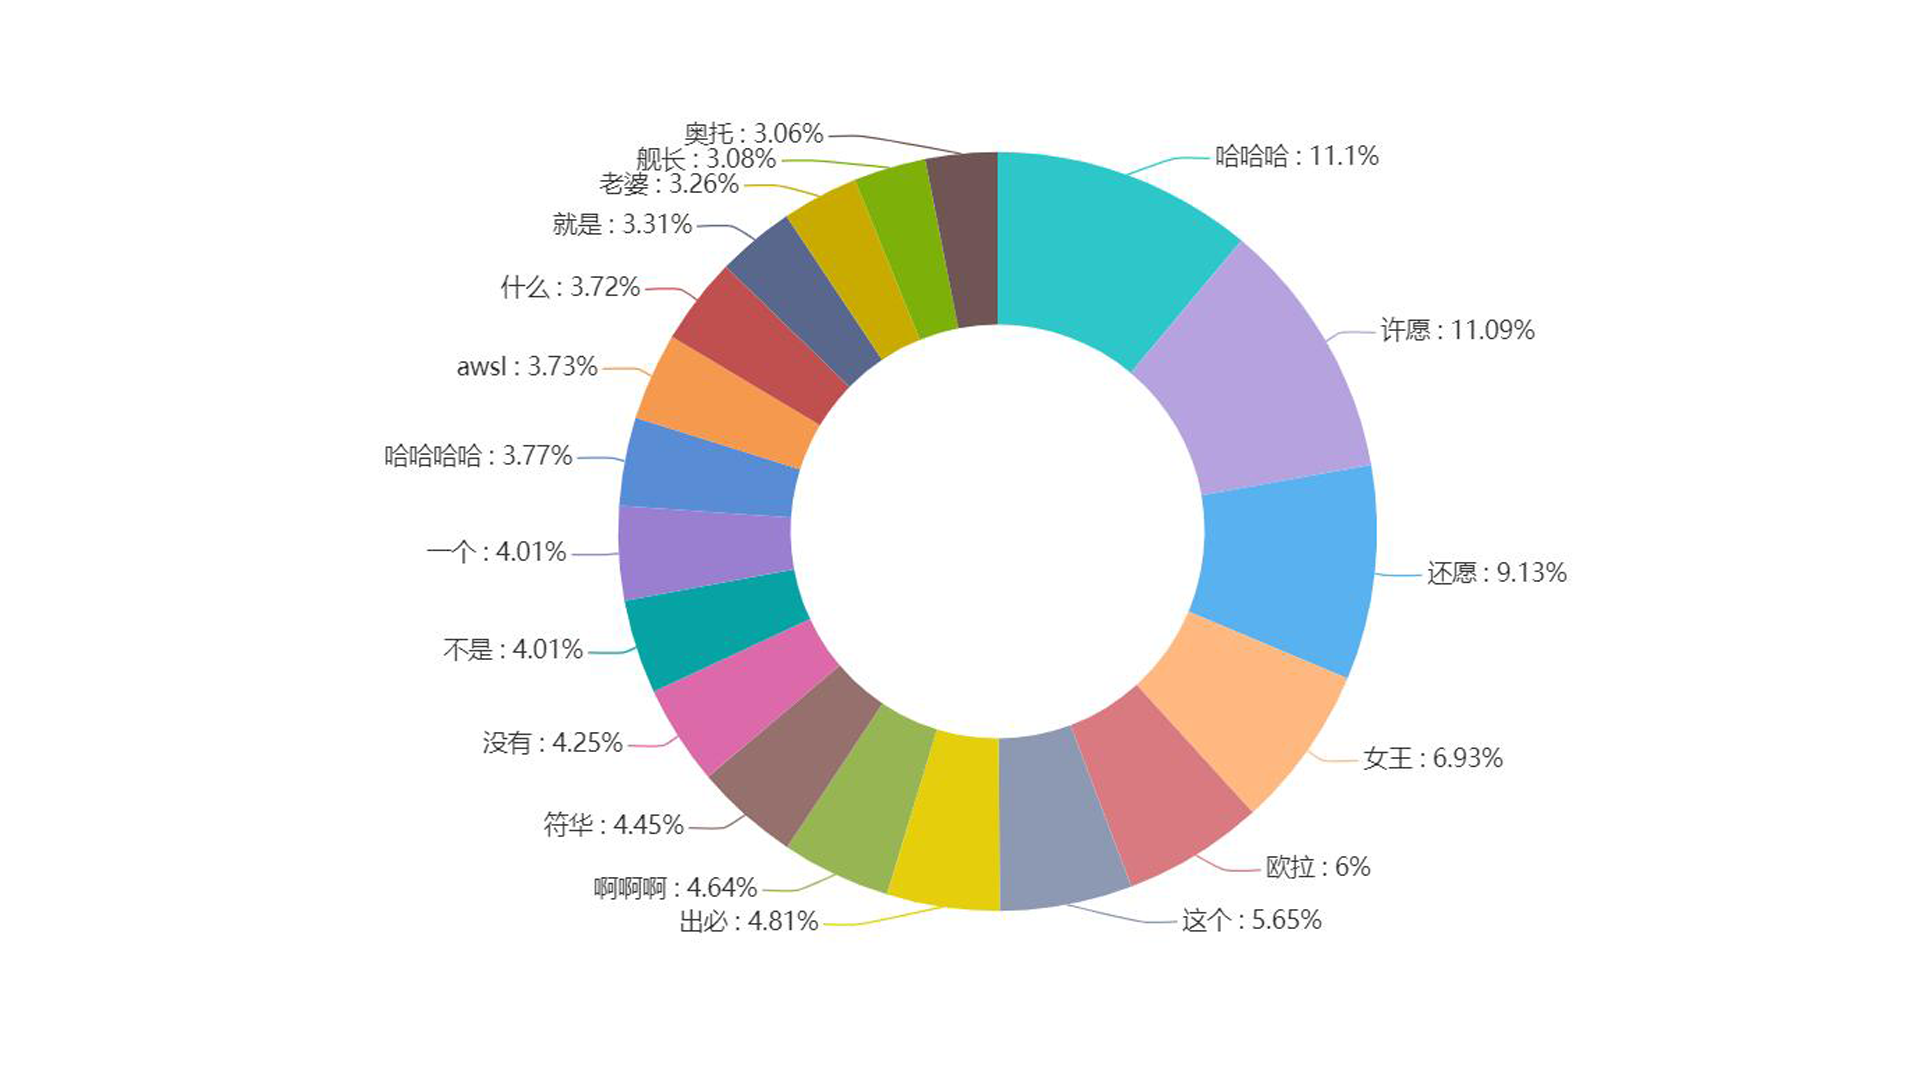 哈哈哈 : 11.1%
许愿 : 11.09%
还愿 : 9.13%
女王 : 6.93%
欧拉 : 6%
这个 : 5.65%
出必 : 4.81%
啊啊啊 : 4.64%
符华 : 4.45%
没有 : 4.25%
不是 : 4.01%
一个 : 4.01%
哈哈哈哈 : 3.77%
awsl : 3.73%
什么 : 3.72%
就是 : 3.31%
老婆 : 3.26%
舰长 : 3.08%
奥托 : 3.06%